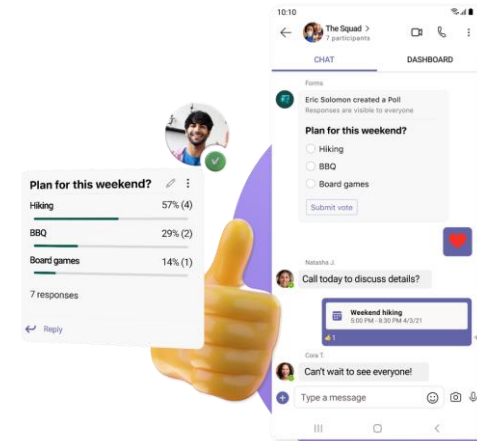 Plan for this weekend?
Hiking 57% (4)
BBQ 29% (2)
Board games 14% (1)
7 responses
Reply
10:10
The Squad >
7 participants
CHAT DASHBOARD
Forms
Eric Solomon created a Poll
Responses are visible to everyone
Plan for this weekend?
Hiking
BBQ
Board games
Submit vote
Natasha J.
Call today to discuss details?
Weekend hiking
5:00 PM - 8:30 PM 4/3/21
1
Cora T.
Can't wait to see everyone!
Type a message